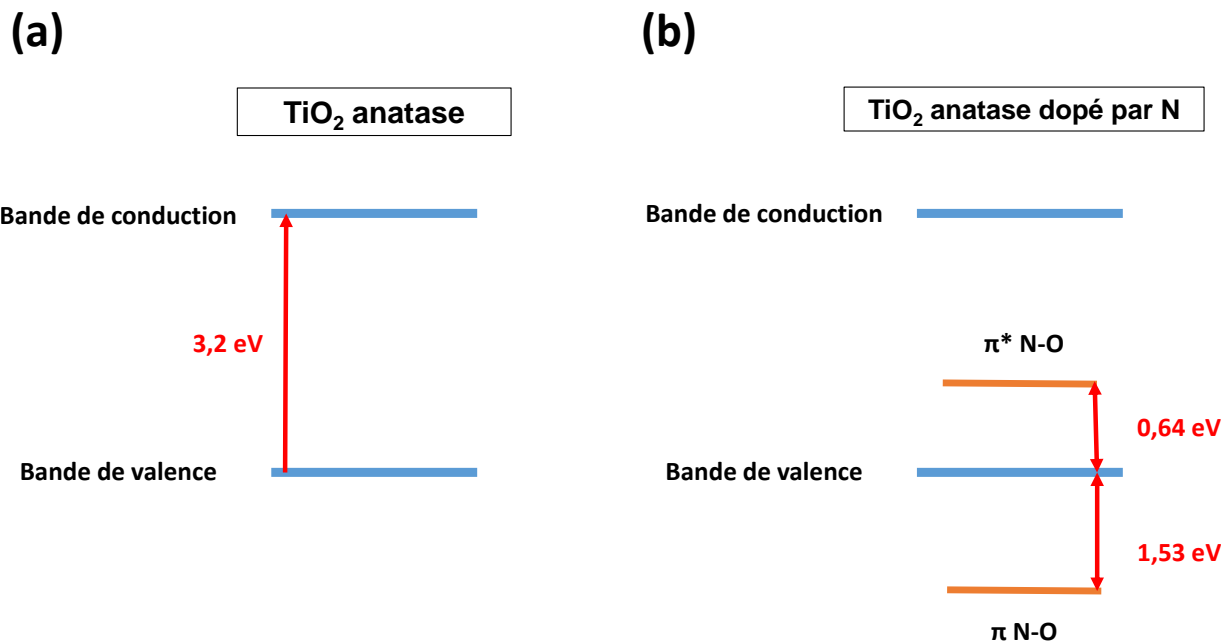 (a)
TiO₂ anatase
Bande de conduction
3,2 eV
Bande de valence
(b)
TiO₂ anatase dopé par N
Bande de conduction
π* N-O
0,64 eV
Bande de valence
1,53 eV
π N-O